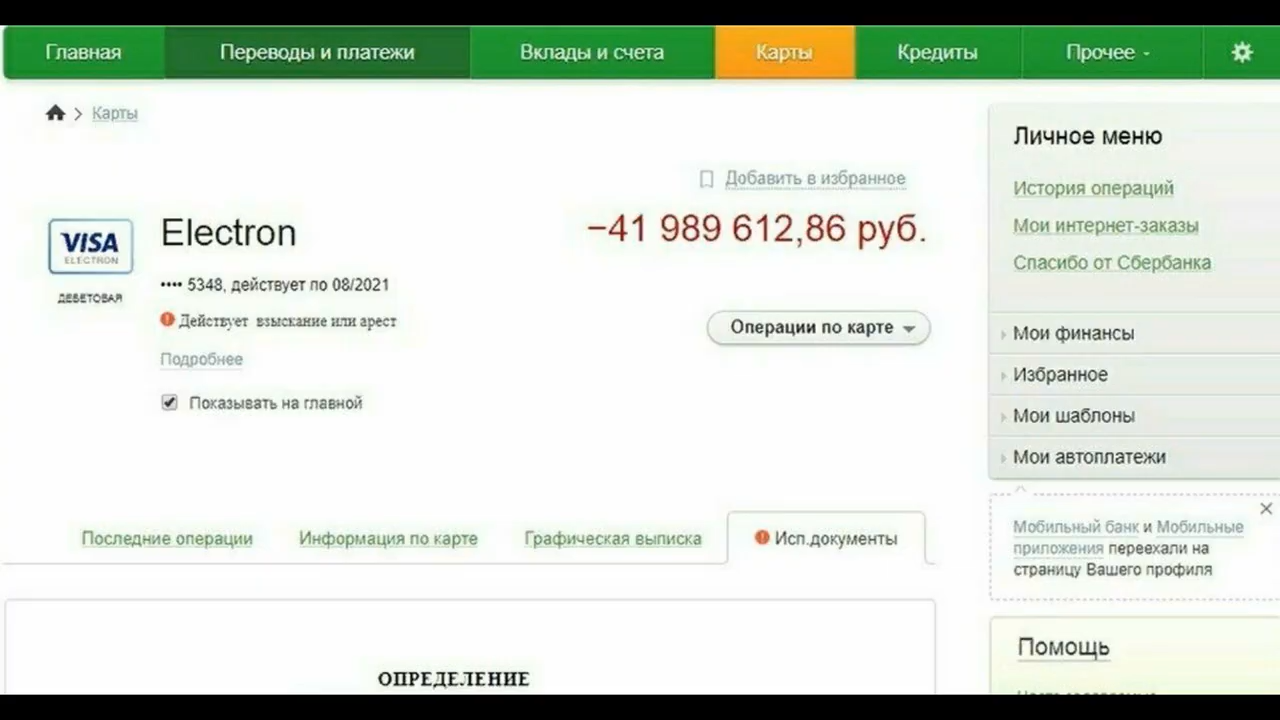 Главная Переводы и платежи Вклады и счета Карты Кредиты Прочее
Карты
Добавить в избранное
VISA
ELECTRON
ДЕБЕТОВАЯ
Electron
−41 989 612,86 руб.
•••• 5348, действует по 08/2021
Действует взыскание или арест
Подробнее
Операции по карте
Показывать на главной
Последние операции Информация по карте Графическая выписка Исп.документы
ОПРЕДЕЛЕНИЕ
Личное меню
История операций
Мои интернет-заказы
Спасибо от Сбербанка
Мои финансы
Избранное
Мои шаблоны
Мои автоплатежи
Мобильный банк и Мобильные
приложения переехали на
страницу Вашего профиля
Помощь